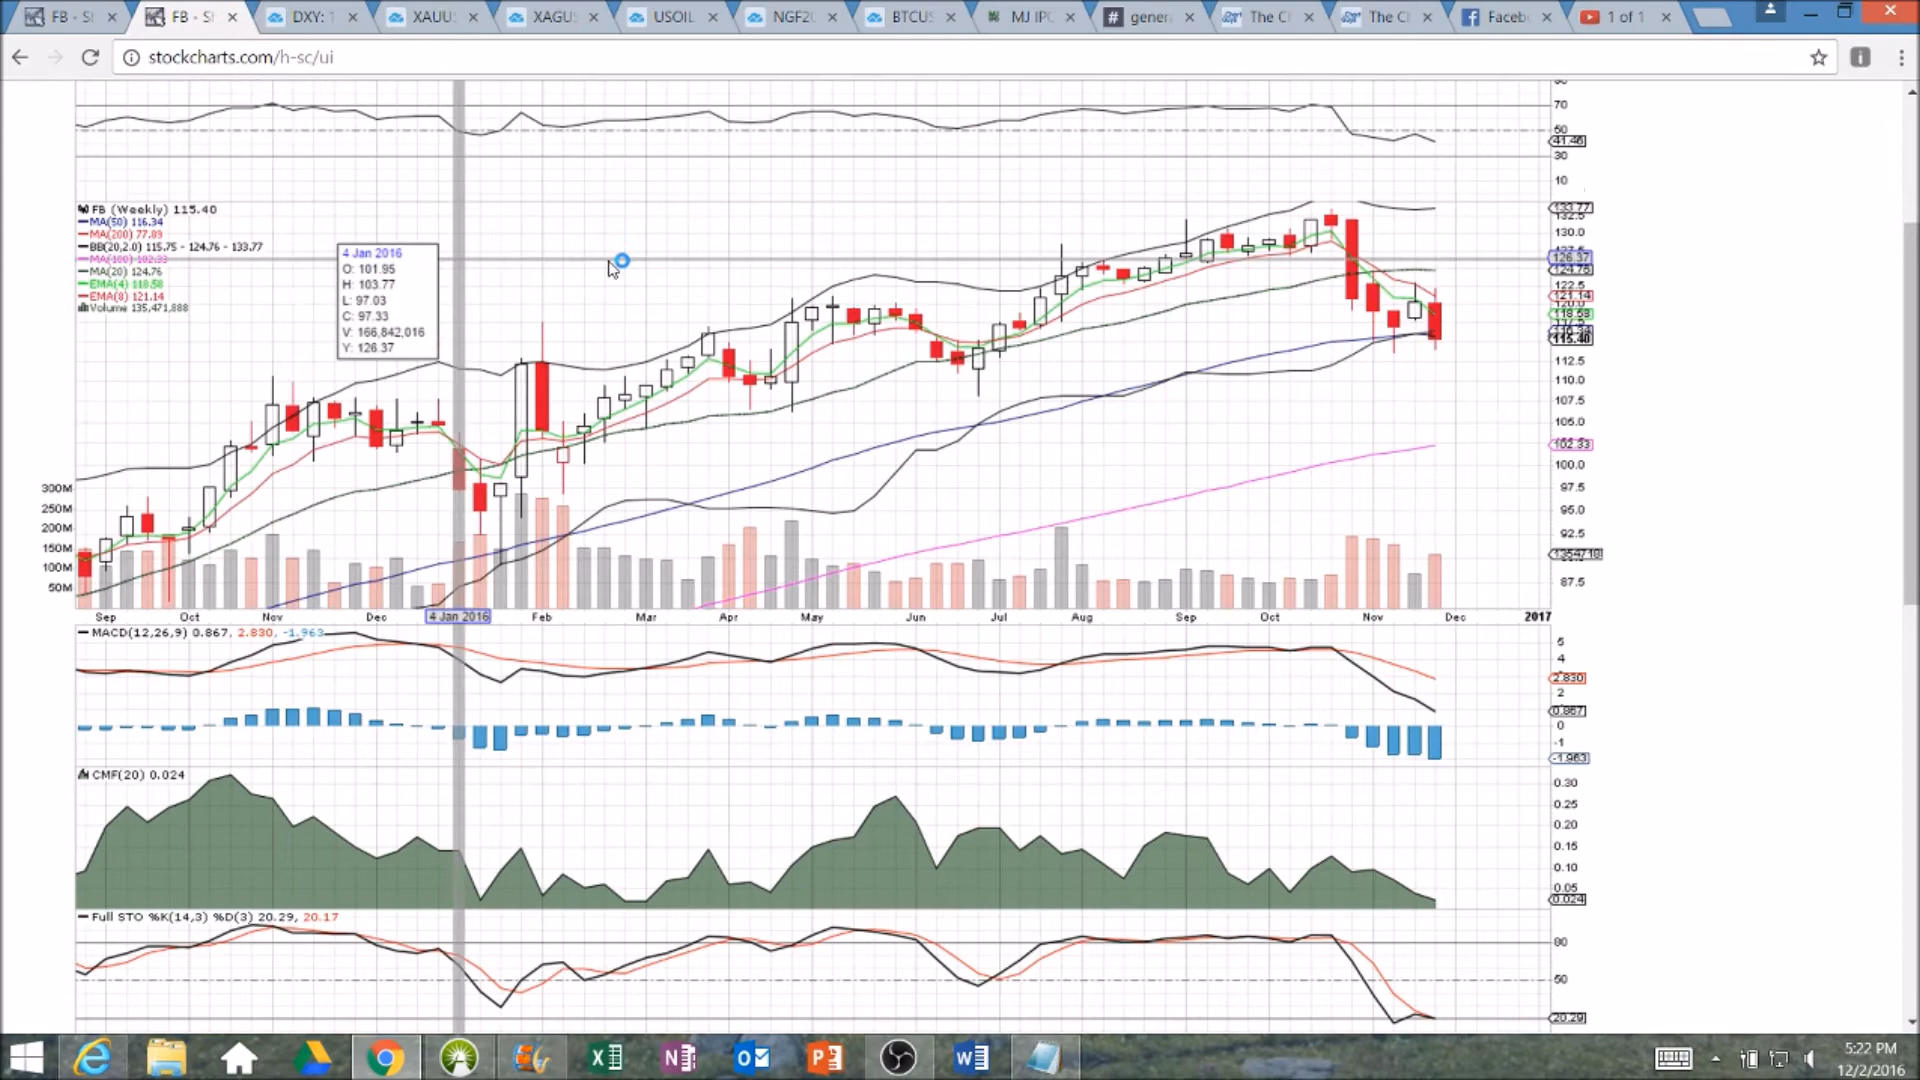 FB - S
FB - S
DXY: 1
XAUU
XAGU
USOIL
NGF2
BTCUS
MJ IPO
gener
The C
The C
Faceb
1 of 1
stockcharts.com/h-sc/ui
70
50
41.46
30
10
FB (Weekly) 115.40
MA(50) 116.34
MA(200) 77.89
BB(20,2.0) 115.75 - 124.76 - 133.77
MA(100) 102.33
MA(20) 124.76
EMA(4) 118.58
EMA(8) 121.14
Volume 135,471,888
4 Jan 2016
O: 101.95
H: 103.77
L: 97.03
C: 97.33
V: 166,842,016
Y: 126.37
133.77
132.5
130.0
126.37
124.76
122.5
121.14
118.58
115.40
112.5
110.0
107.5
105.0
102.33
100.0
97.5
95.0
92.5
87.5
300M
250M
200M
150M
100M
50M
Sep Oct Nov Dec 4 Jan 2016 Feb Mar Apr May Jun Jul Aug Sep Oct Nov Dec 2017
MACD(12,26,9) 0.867, 2.830, -1.963
5
4
2.830
2
0.867
0
-1
-1.963
CMF(20) 0.024
0.30
0.25
0.20
0.15
0.10
0.05
0.024
Full STO %K(14,3) %D(3) 20.29, 20.17
80
50
20.29
5:22 PM
12/2/2016